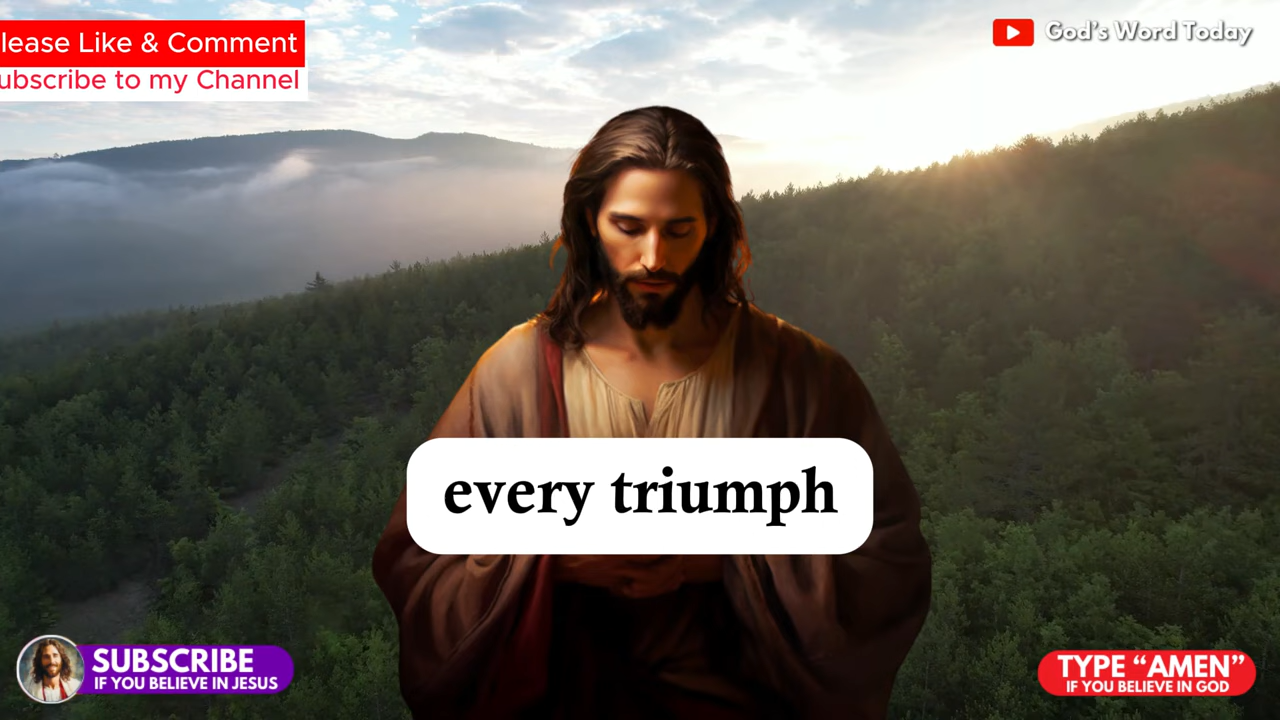 lease Like & Comment
ubscribe to my Channel
God's Word Today
every triumph
SUBSCRIBE
IF YOU BELIEVE IN JESUS
TYPE “AMEN”
IF YOU BELIEVE IN GOD